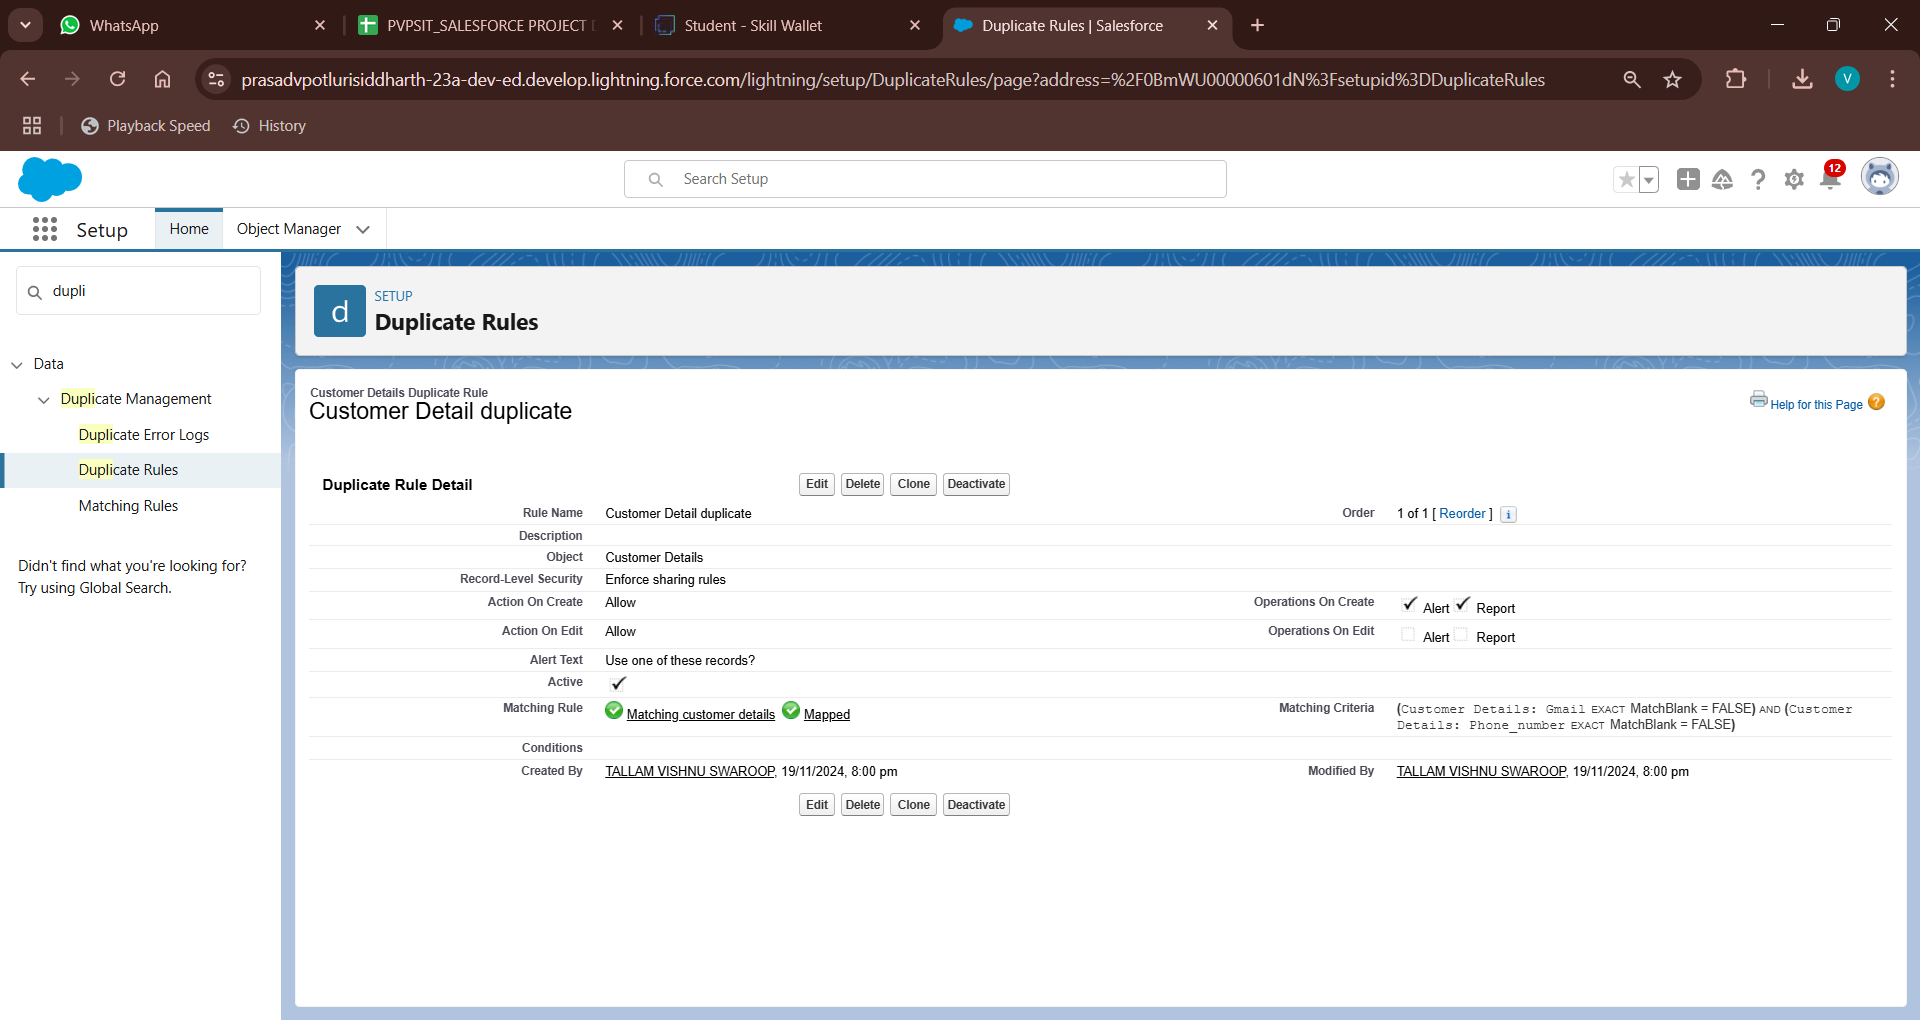 WhatsApp
PVPSIT_SALESFORCE PROJECT
Student - Skill Wallet
Duplicate Rules | Salesforce
prasadvpotlurisiddharth-23a-dev-ed.develop.lightning.force.com/lightning/setup/DuplicateRules/page?address=%2F0BmWU00000601dN%3Fsetupid%3DDuplicateRules
V
Playback Speed
History
Search Setup
12
Setup
Home
Object Manager
dupli
d
SETUP
Duplicate Rules
Data
Duplicate Management
Duplicate Error Logs
Duplicate Rules
Matching Rules
Didn't find what you're looking for?
Try using Global Search.
Customer Details Duplicate Rule
Customer Detail duplicate
Help for this Page ?
Duplicate Rule Detail
Edit Delete Clone Deactivate
Rule Name Customer Detail duplicate Order 1 of 1 [ Reorder ] i
Description
Object Customer Details
Record-Level Security Enforce sharing rules
Action On Create Allow Operations On Create Alert Report
Action On Edit Allow Operations On Edit Alert Report
Alert Text Use one of these records?
Active
Matching Rule Matching customer details Mapped Matching Criteria (Customer Details: Gmail EXACT MatchBlank = FALSE) AND (Customer
Details: Phone_number EXACT MatchBlank = FALSE)
Conditions
Created By TALLAM VISHNU SWAROOP, 19/11/2024, 8:00 pm Modified By TALLAM VISHNU SWAROOP, 19/11/2024, 8:00 pm
Edit Delete Clone Deactivate